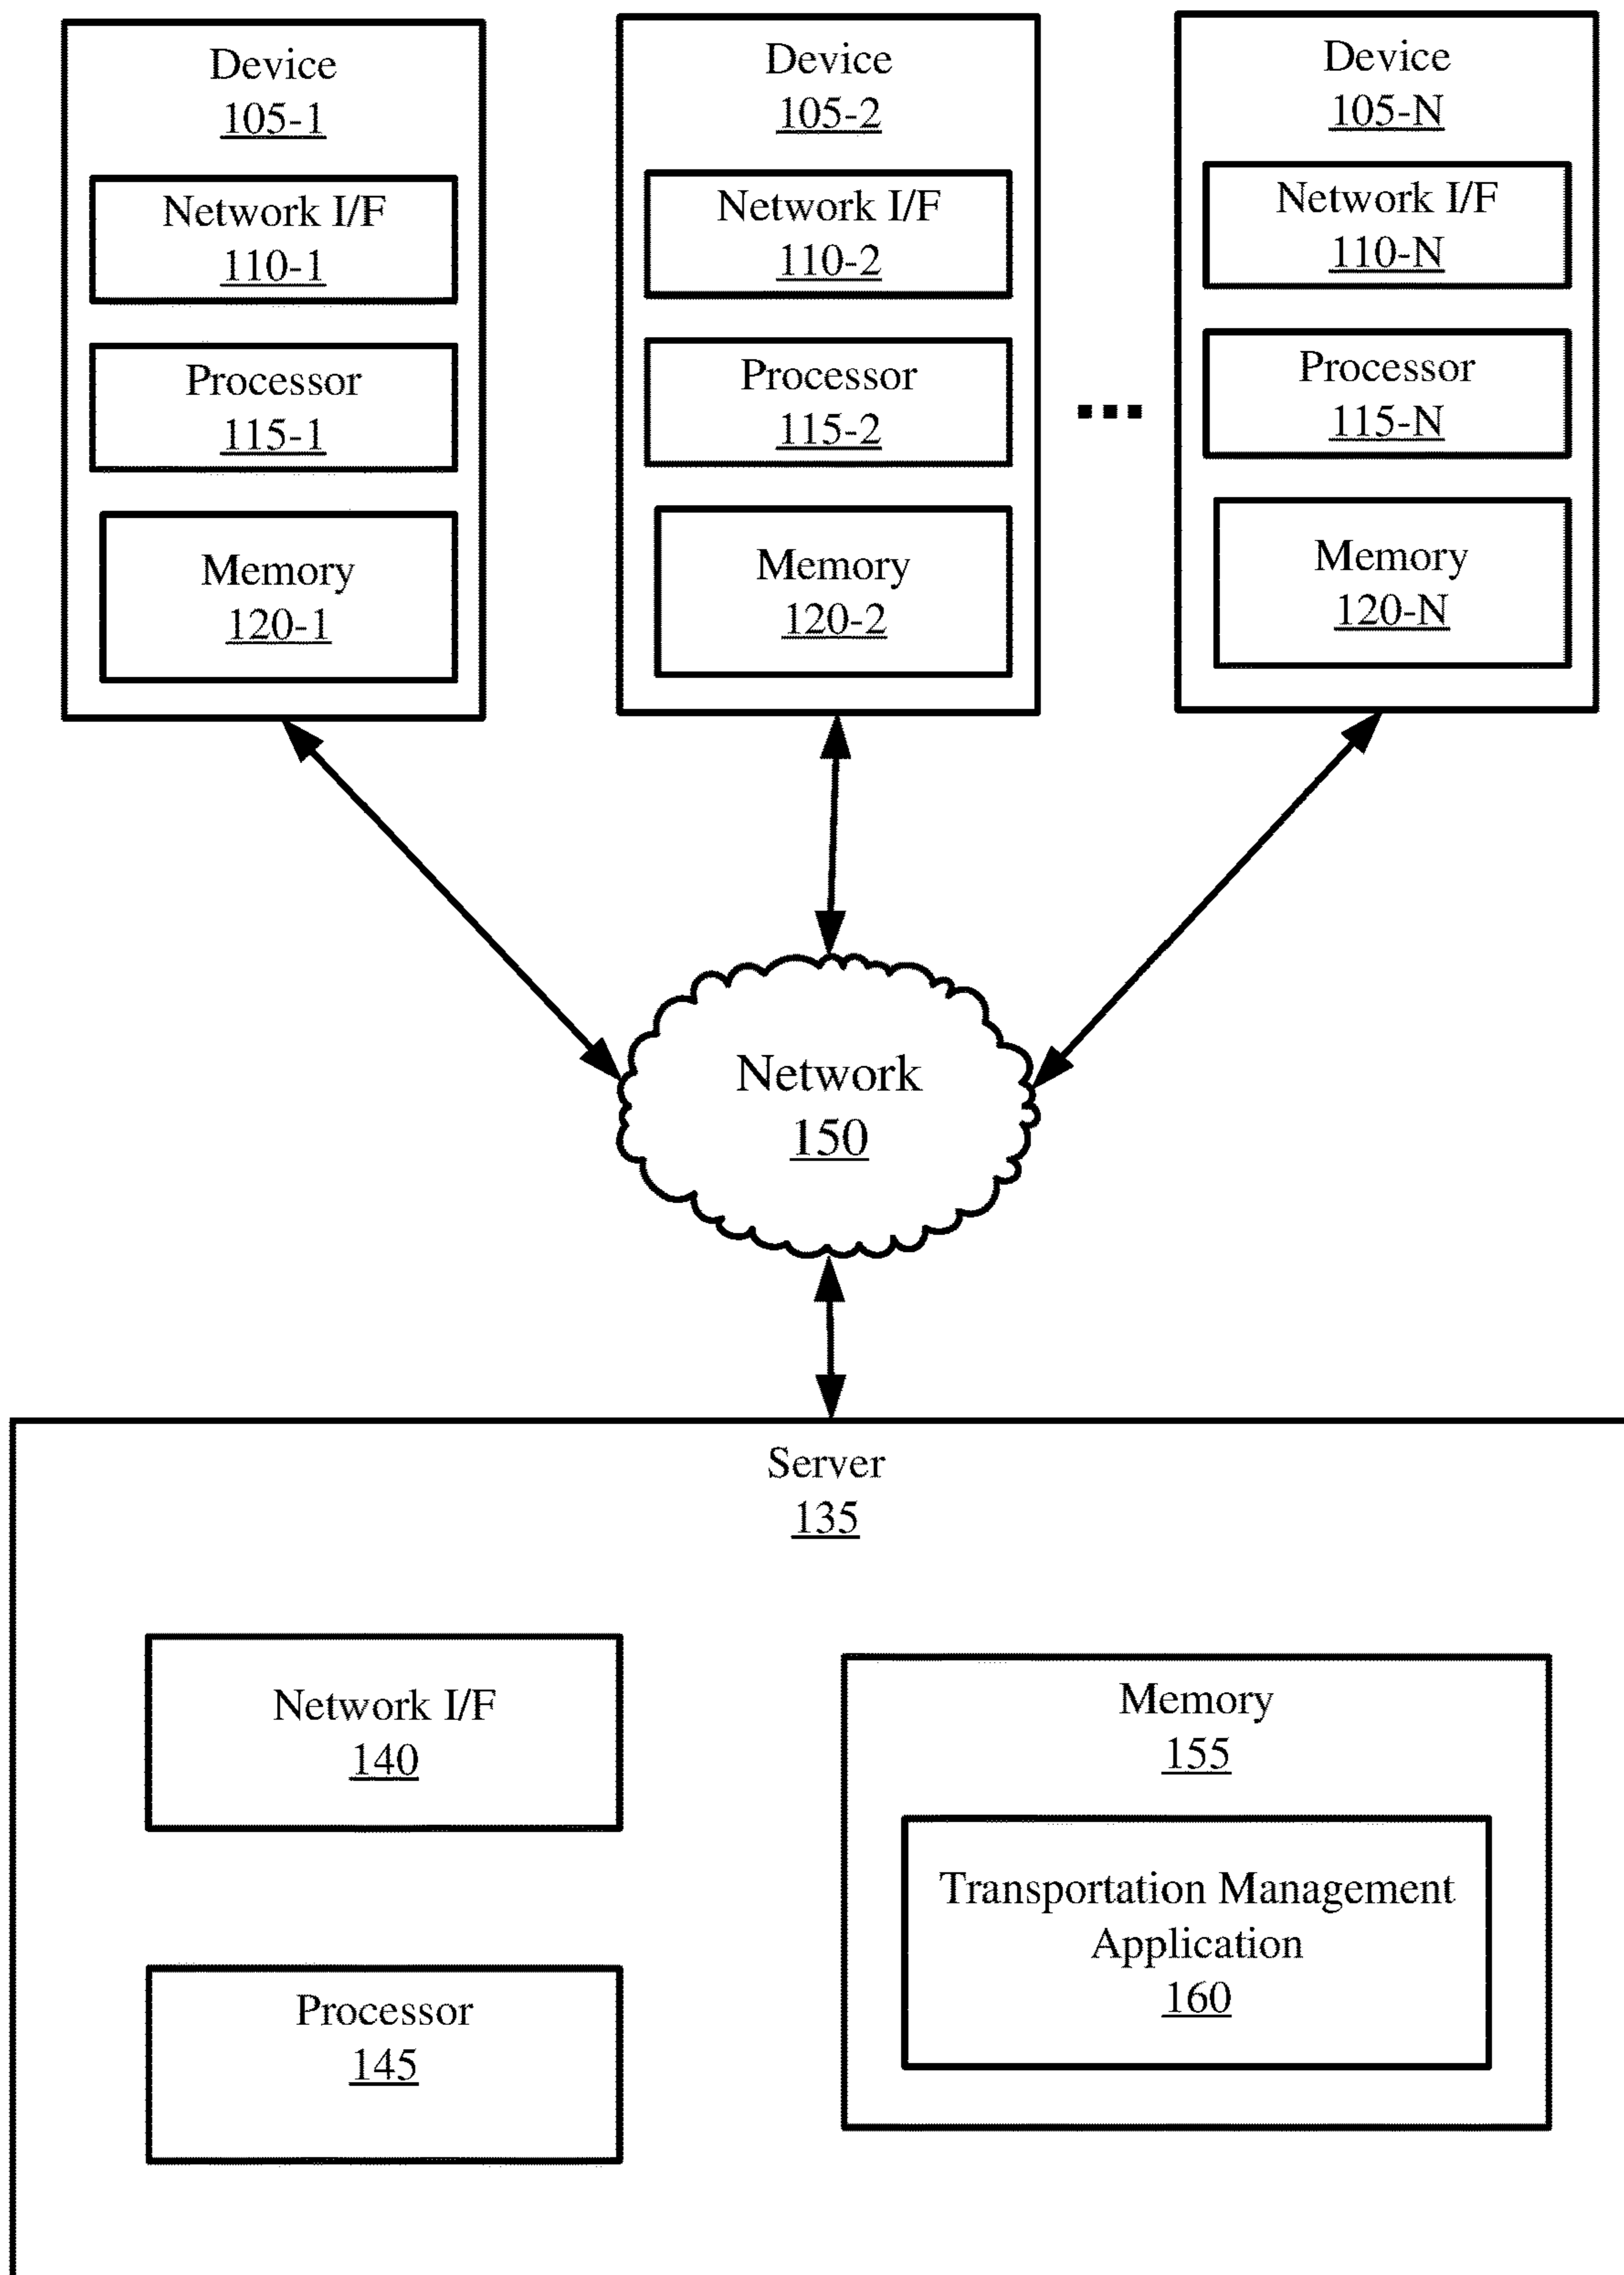 Device
105-1
Network I/F
110-1
Processor
115-1
Memory
120-1
Device
105-2
Network I/F
110-2
Processor
115-2
Memory
120-2
...
Device
105-N
Network I/F
110-N
Processor
115-N
Memory
120-N
Network
150
Server
135
Network I/F
140
Processor
145
Memory
155
Transportation Management
Application
160